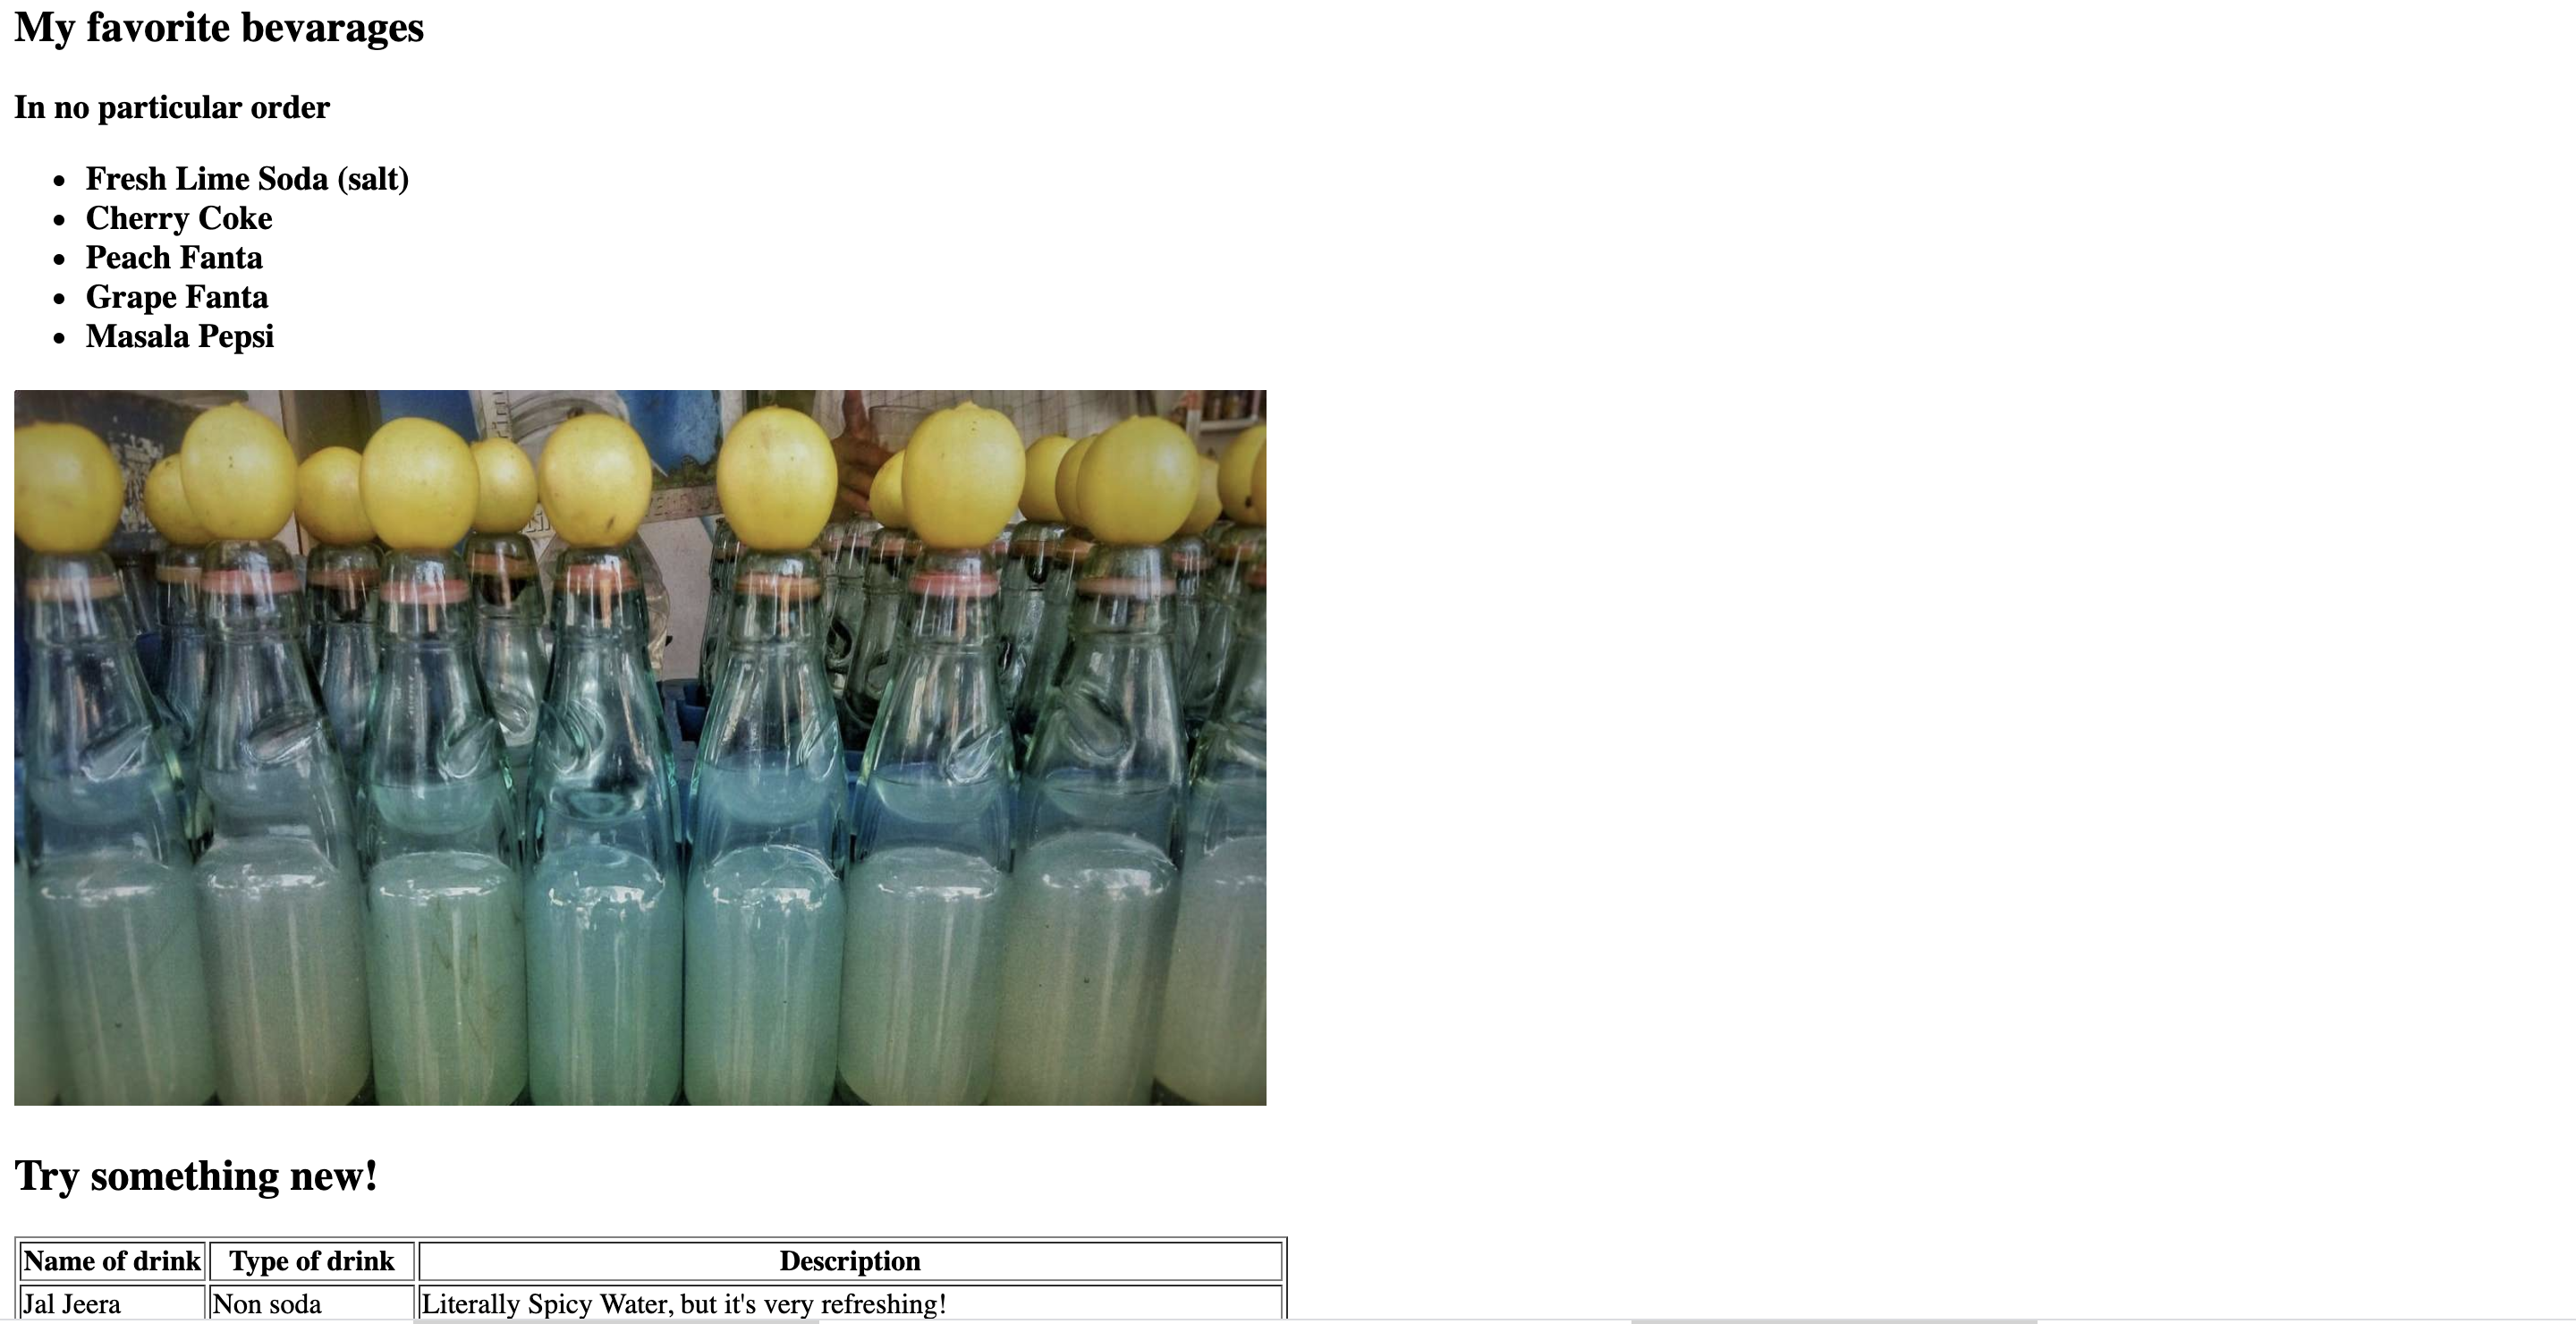 My favorite bevarages
In no particular order
Fresh Lime Soda (salt)
Cherry Coke
Peach Fanta
Grape Fanta
Masala Pepsi
Try something new!
Name of drink Type of drink Description
Jal Jeera Non soda Literally Spicy Water, but it's very refreshing!